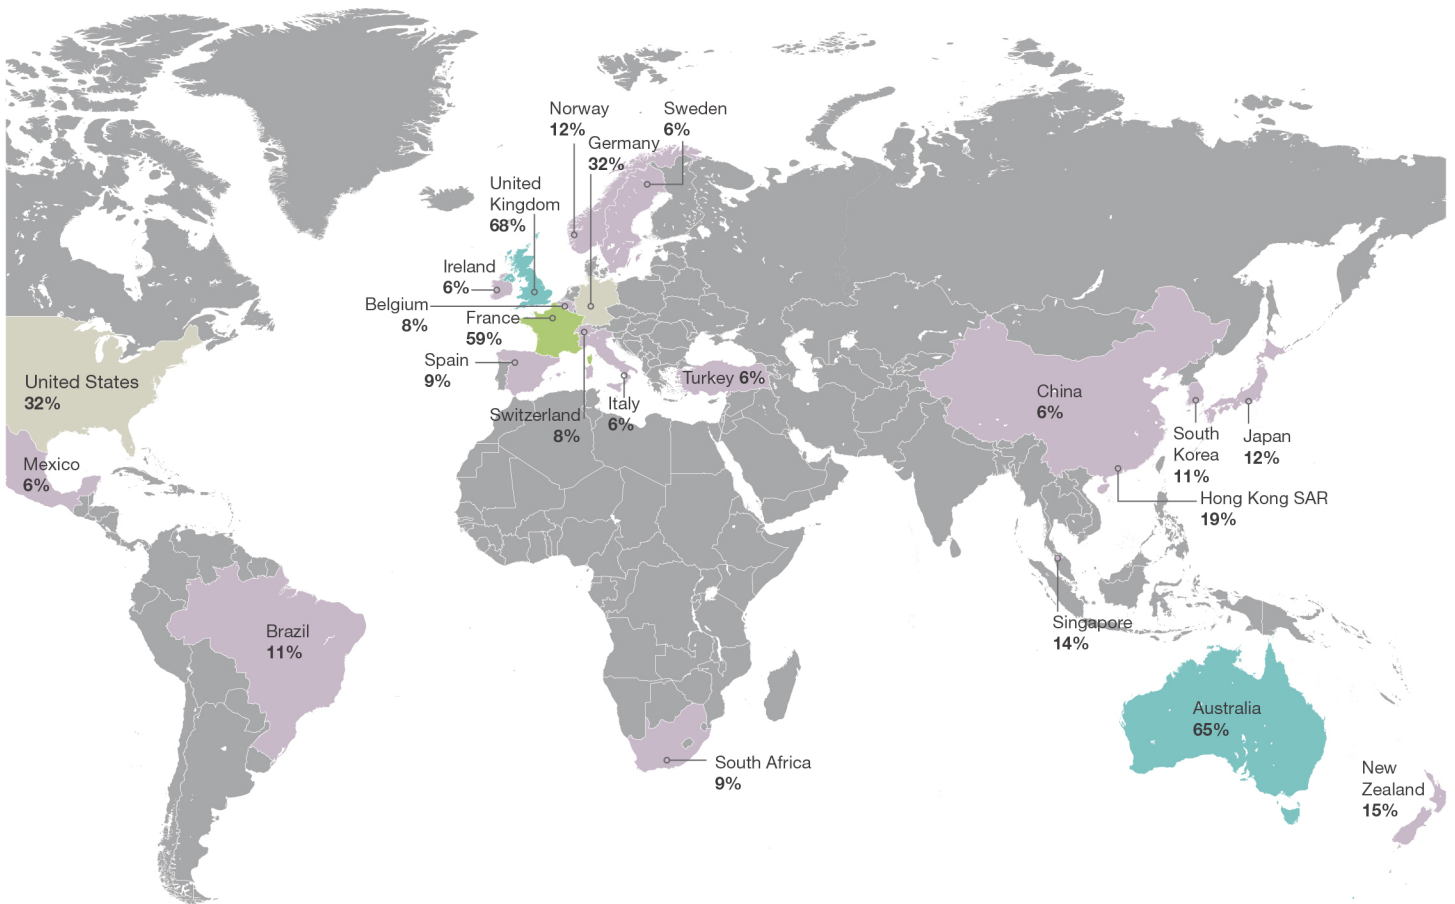 Norway
12%
Sweden
6%
Germany
32%
United
Kingdom
68%
Ireland
6%
Belgium
8%
France
59%
Spain
9%
Switzerland
8%
Italy
6%
Turkey 6%
United States
32%
Mexico
6%
Brazil
11%
South Africa
9%
China
6%
South
Korea
11%
Japan
12%
Hong Kong SAR
19%
Singapore
14%
Australia
65%
New
Zealand
15%